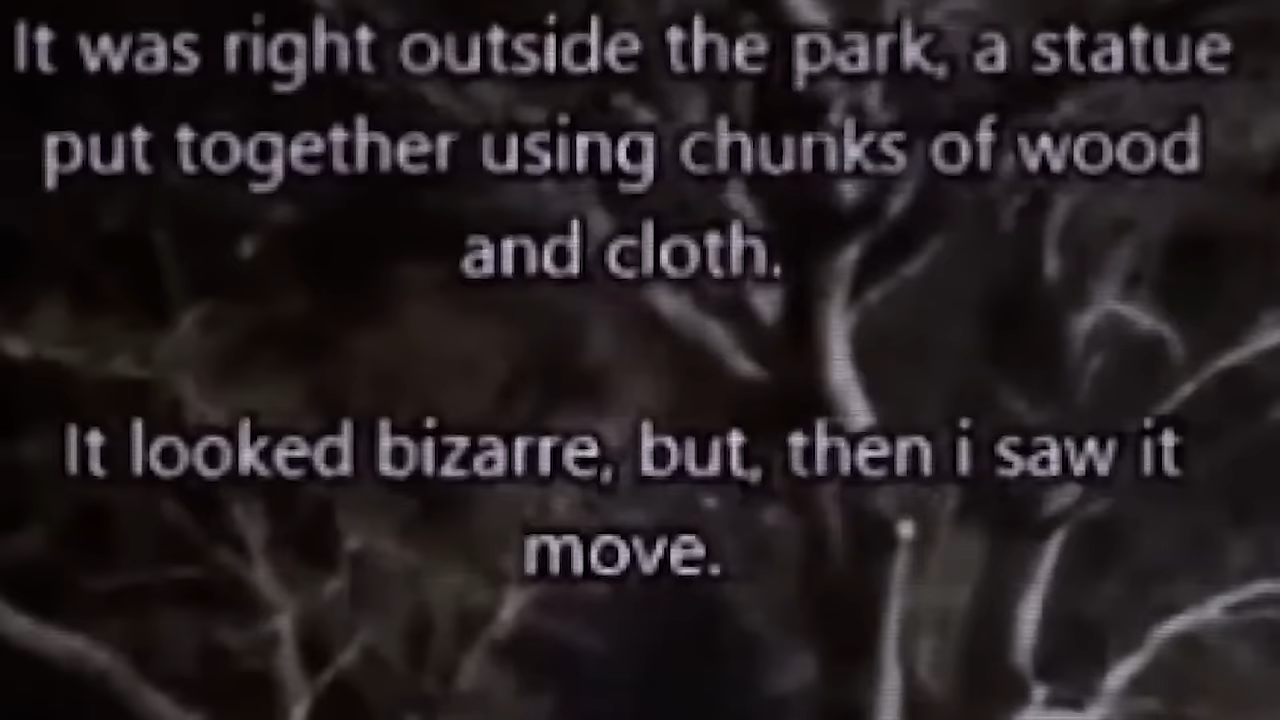 It was right outside the park, a statue
put together using chunks of wood
and cloth.
It looked bizarre, but, then i saw it
move.